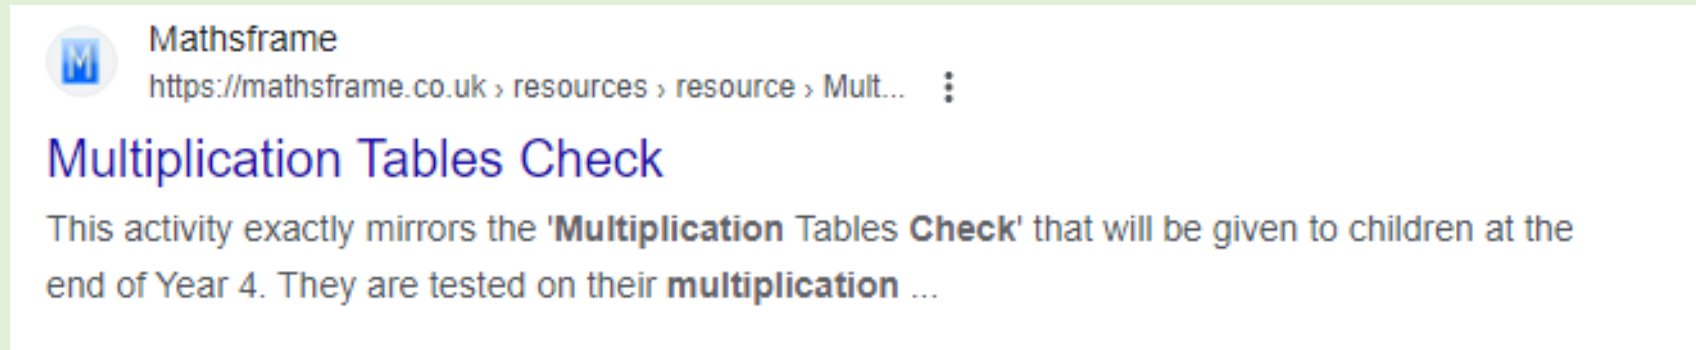 M
Mathsframe
https://mathsframe.co.uk › resources › resource › Mult...
Multiplication Tables Check
This activity exactly mirrors the 'Multiplication Tables Check' that will be given to children at the
end of Year 4. They are tested on their multiplication ...